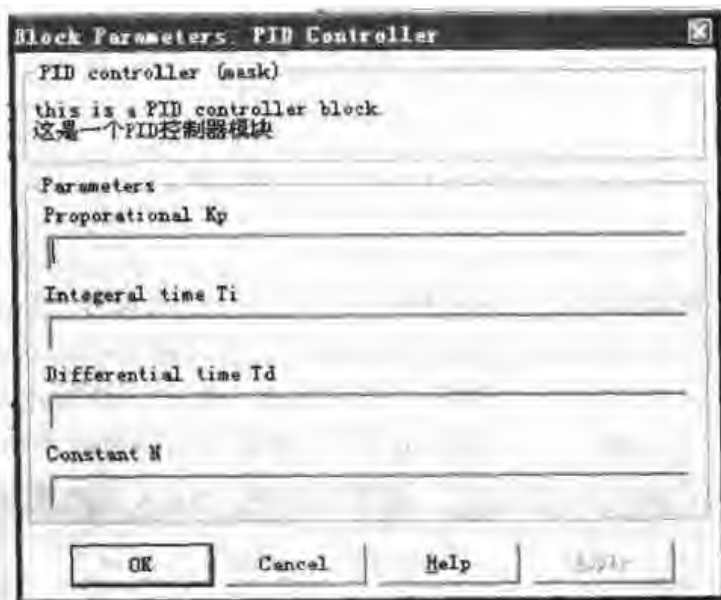 Block Parameters: PID Controller
PID controller (mask)
this is a PID controller block.
这是一个PID控制器模块
Parameters
Proporational Kp
Integeral time Ti
Differential time Td
Constant N
OK
Cancel
Help
Apply